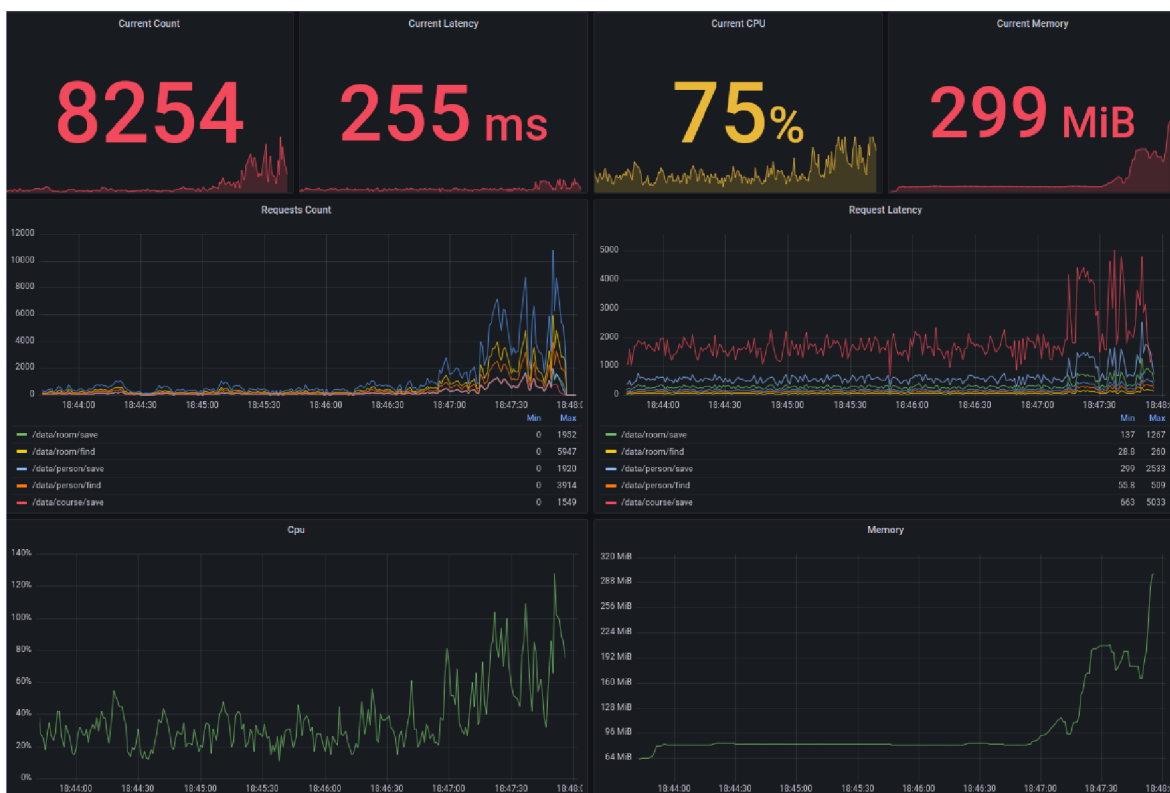 Current Count
Current Latency
Current CPU
Current Memory
8254
255 ms
75%
299 MiB
Requests Count
12000
10000
8000
6000
4000
2000
0
18:44:00 18:44:30 18:45:00 18:45:30 18:46:00 18:46:30 18:47:00 18:47:30 18:48:0
Min Max
/data/room/save 0 1952
/data/room/find 0 5947
/data/person/save 0 1920
/data/person/find 0 3914
/data/course/save 0 1549
Request Latency
5000
4000
3000
2000
1000
0
18:44:00 18:44:30 18:45:00 18:45:30 18:46:00 18:46:30 18:47:00 18:47:30 18:48:
Min Max
/data/room/save 137 1267
/data/room/find 28.8 260
/data/person/save 299 2533
/data/person/find 55.8 509
/data/course/save 663 5033
Cpu
140%
120%
100%
80%
60%
40%
20%
0%
18:44:00 18:44:30 18:45:00 18:45:30 18:46:00 18:46:30 18:47:00 18:47:30 18:48:0
Memory
320 MiB
288 MiB
256 MiB
224 MiB
192 MiB
160 MiB
128 MiB
96 MiB
64 MiB
18:44:00 18:44:30 18:45:00 18:45:30 18:46:00 18:46:30 18:47:00 18:47:30 18:48: